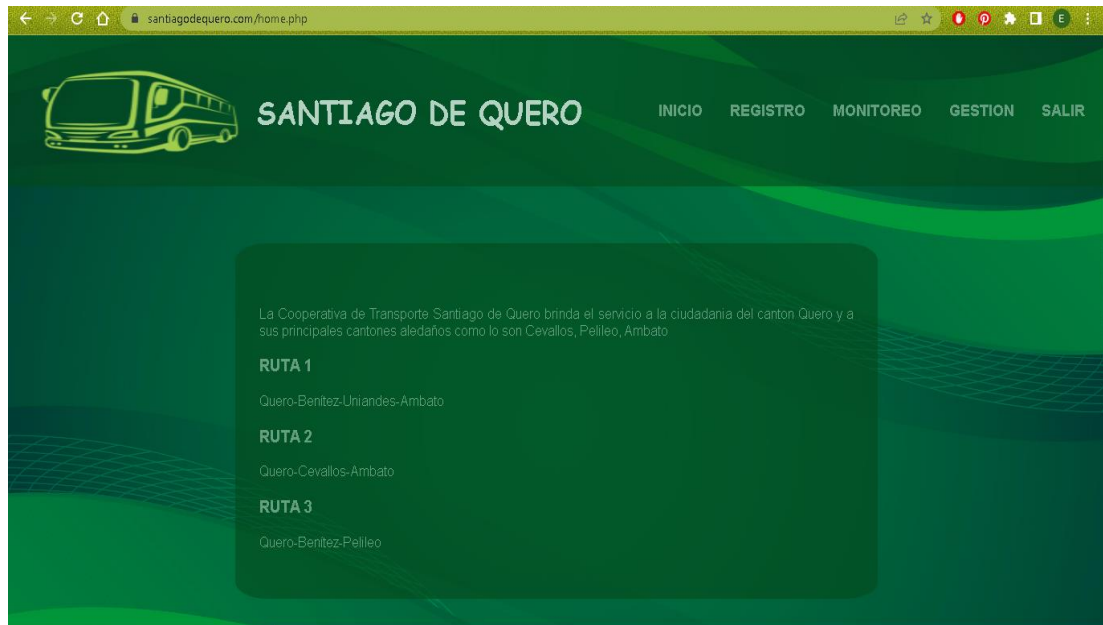 santiagodequero.com/home.php
E
SANTIAGO DE QUERO
INICIO REGISTRO MONITOREO GESTION SALIR
La Cooperativa de Transporte Santiago de Quero brinda el servicio a la ciudadania del canton Quero y a
sus principales cantones aledaños como lo son Cevallos, Pelileo, Ambato
RUTA 1
Quero-Benítez-Uniandes-Ambato
RUTA 2
Quero-Cevallos-Ambato
RUTA 3
Quero-Benítez-Pelileo